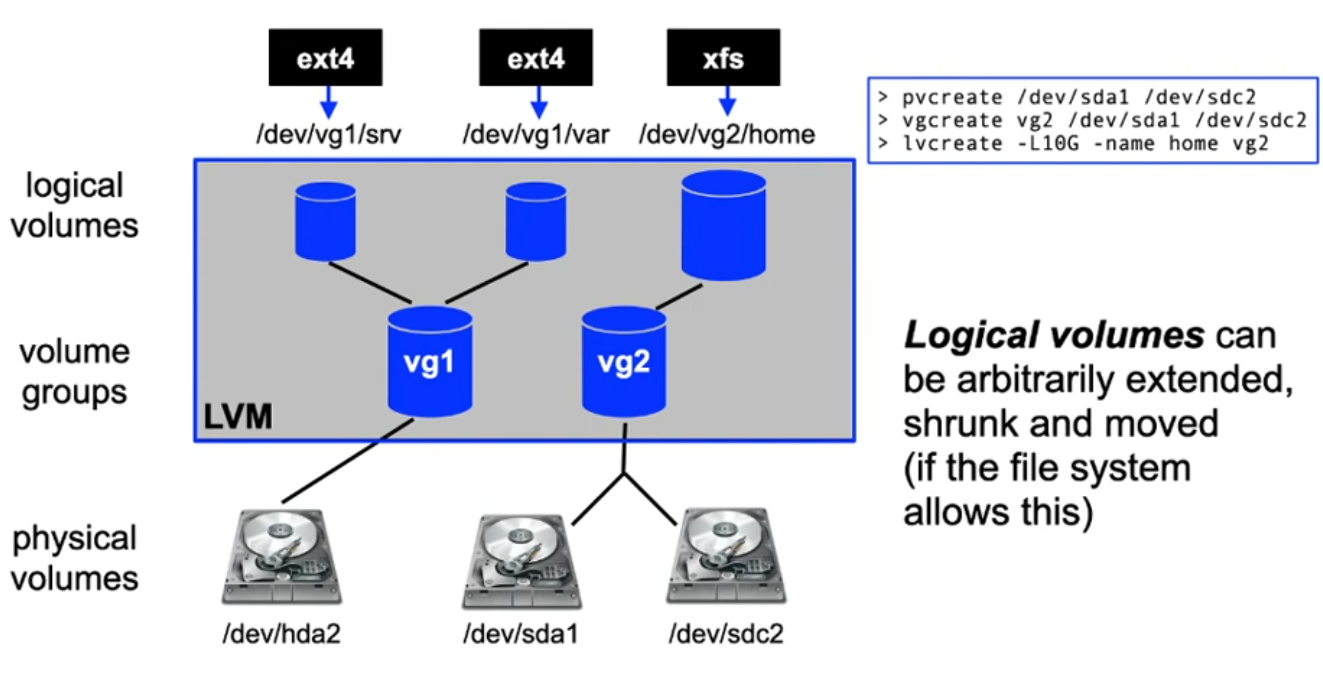 ext4
ext4
xfs
/dev/vg1/srv
/dev/vg1/var
/dev/vg2/home
> pvcreate /dev/sda1 /dev/sdc2
> vgcreate vg2 /dev/sda1 /dev/sdc2
> lvcreate -L10G -name home vg2
logical
volumes
volume
groups
vg1
vg2
LVM
Logical volumes can
be arbitrarily extended,
shrunk and moved
(if the file system
allows this)
physical
volumes
/dev/hda2
/dev/sda1
/dev/sdc2